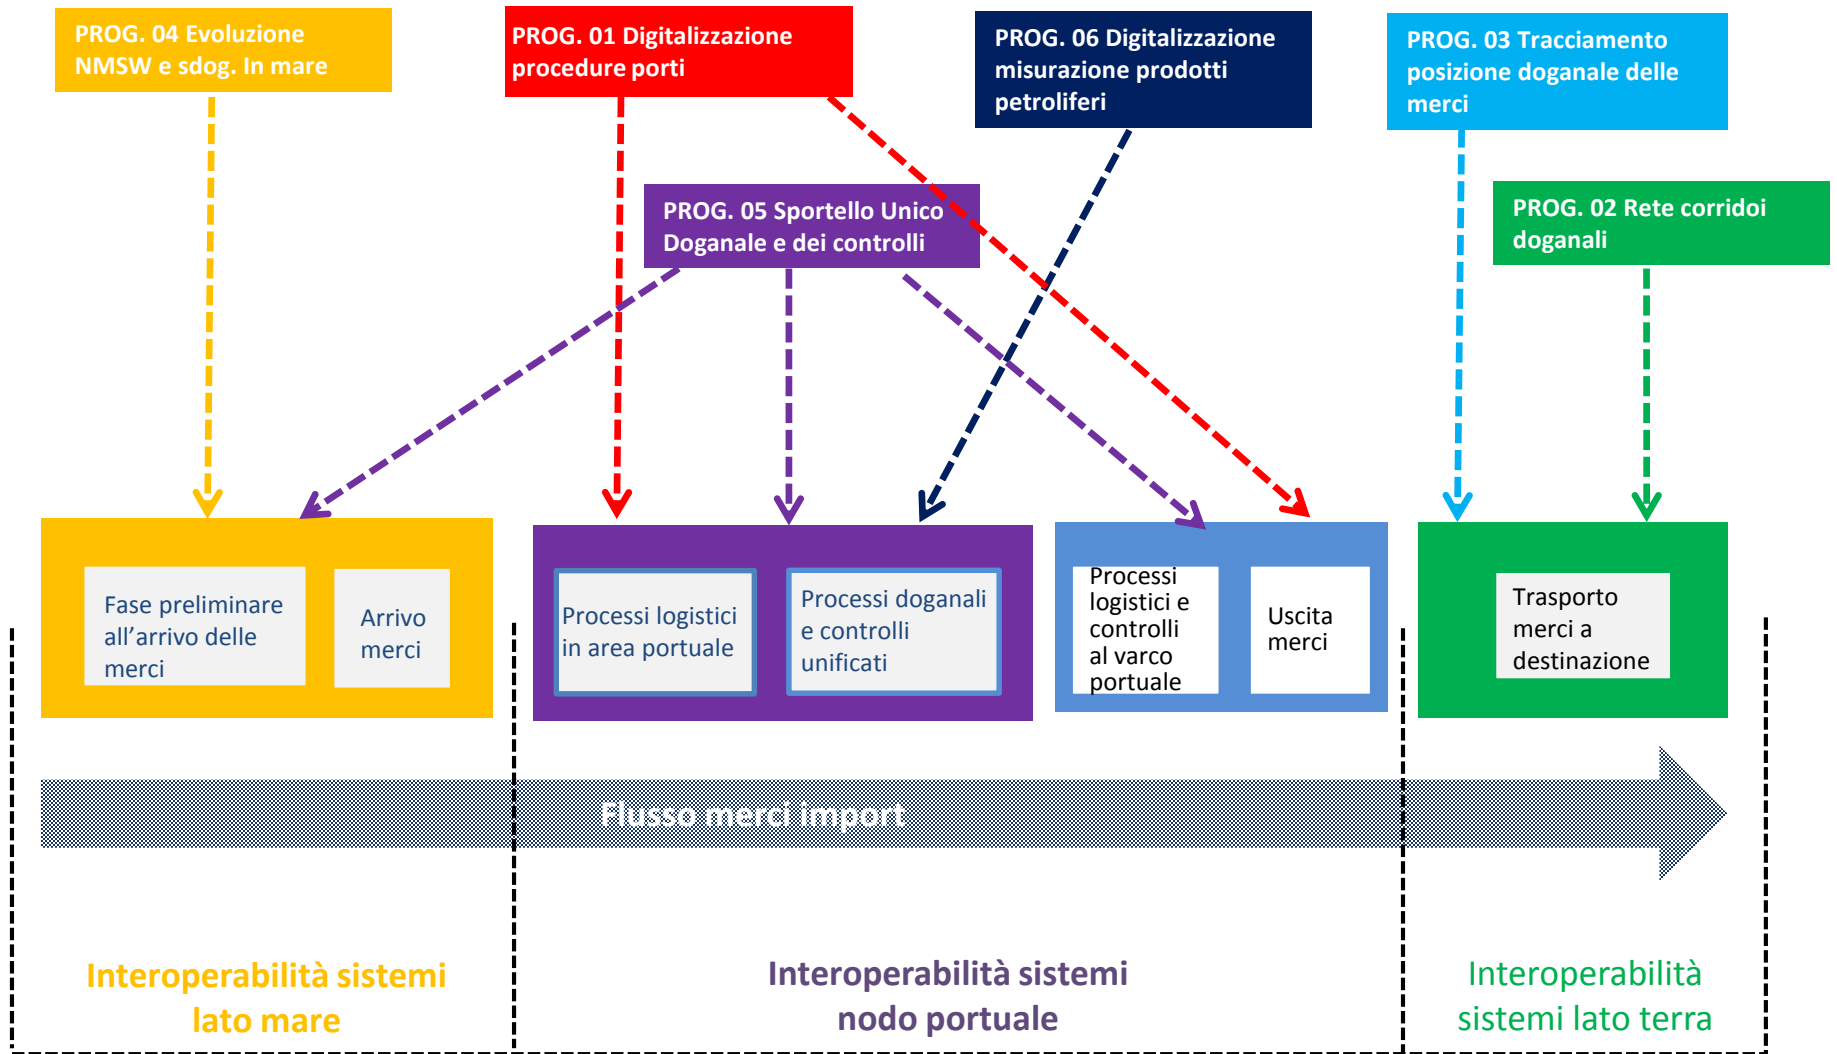 PROG. 04 Evoluzione
NMSW e sdog. In mare
PROG. 01 Digitalizzazione
procedure porti
PROG. 06 Digitalizzazione
misurazione prodotti
petroliferi
PROG. 03 Tracciamento
posizione doganale delle
merci
PROG. 05 Sportello Unico
Doganale e dei controlli
PROG. 02 Rete corridoi
doganali
Fase preliminare
all’arrivo delle
merci
Arrivo
merci
Processi logistici
in area portuale
Processi doganali
e controlli
unificati
Processi
logistici e
controlli
al varco
portuale
Uscita
merci
Trasporto
merci a
destinazione
Flusso merci import
Interoperabilità sistemi
lato mare
Interoperabilità sistemi
nodo portuale
Interoperabilità
sistemi lato terra